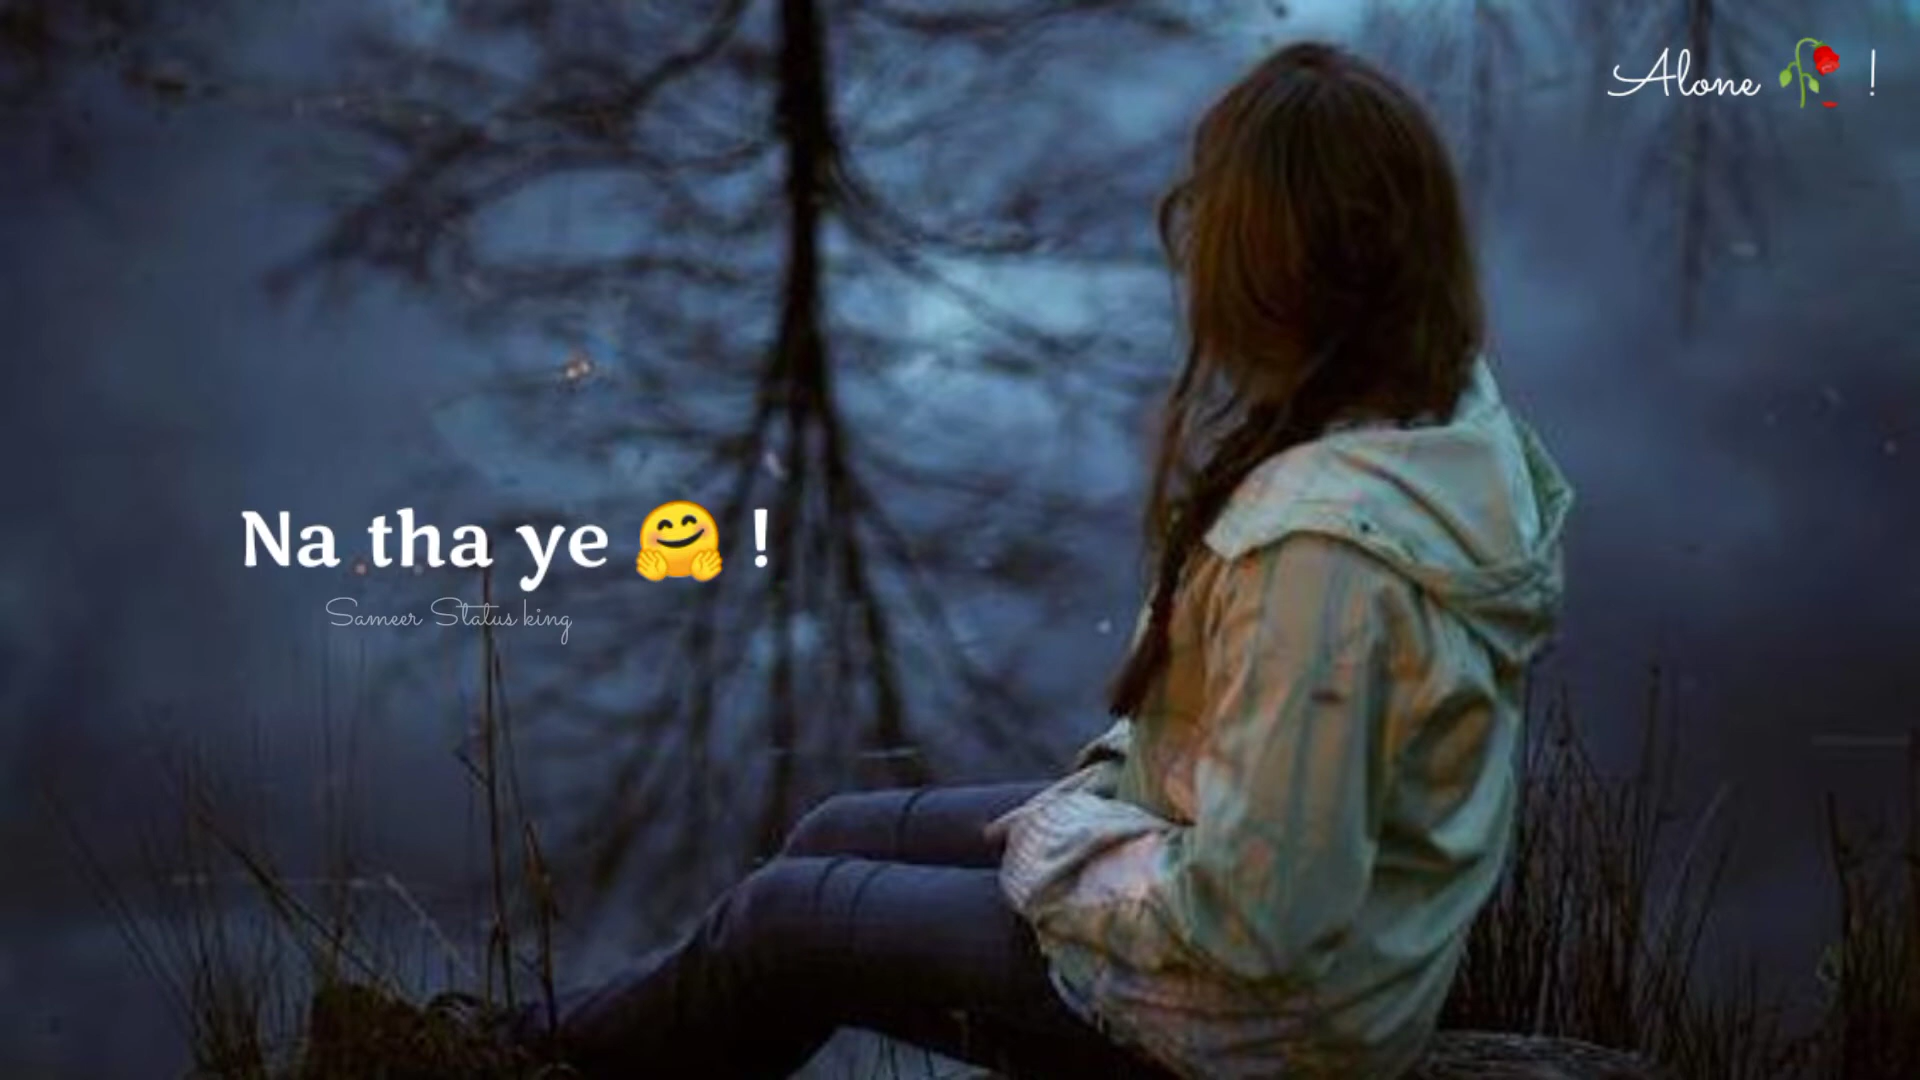 Alone 🥀 !
Na tha ye 🤗 !
Sameer Status king